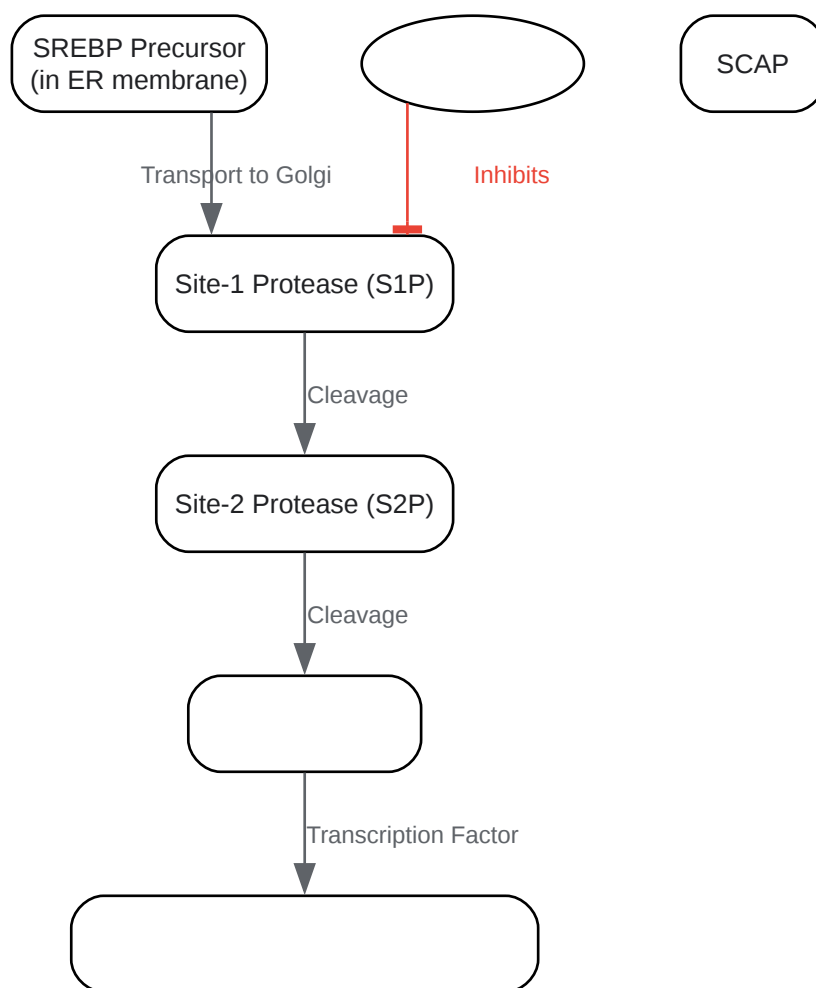 SREBP Precursor
(in ER membrane)
SCAP
Transport to Golgi
Inhibits
Site-1 Protease (S1P)
Cleavage
Site-2 Protease (S2P)
Cleavage
Transcription Factor